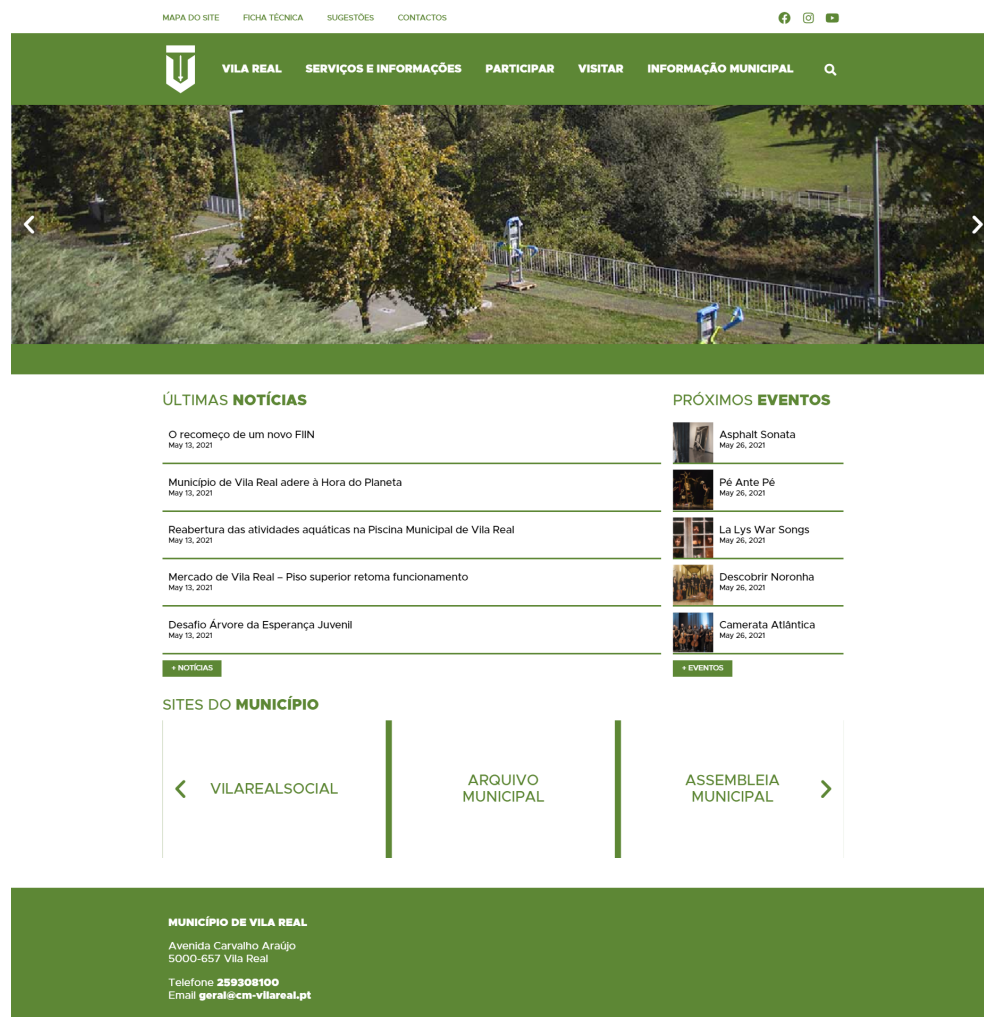 MAPA DO SITE FICHA TÉCNICA SUGESTÕES CONTACTOS
VILA REAL SERVIÇOS E INFORMAÇÕES PARTICIPAR VISITAR INFORMAÇÃO MUNICIPAL
ÚLTIMAS NOTÍCIAS
O recomeço de um novo FIIN
May 13, 2021
Município de Vila Real adere à Hora do Planeta
May 13, 2021
Reabertura das atividades aquáticas na Piscina Municipal de Vila Real
May 13, 2021
Mercado de Vila Real – Piso superior retoma funcionamento
May 13, 2021
Desafio Árvore da Esperança Juvenil
May 13, 2021
+ NOTÍCIAS
PRÓXIMOS EVENTOS
Asphalt Sonata
May 26, 2021
Pé Ante Pé
May 26, 2021
La Lys War Songs
May 26, 2021
Descobrir Noronha
May 26, 2021
Camerata Atlântica
May 26, 2021
+ EVENTOS
SITES DO MUNICÍPIO
VILAREALSOCIAL
ARQUIVO
MUNICIPAL
ASSEMBLEIA
MUNICIPAL
MUNICÍPIO DE VILA REAL
Avenida Carvalho Araújo
5000-657 Vila Real
Telefone 259308100
Email geral@cm-vilareal.pt